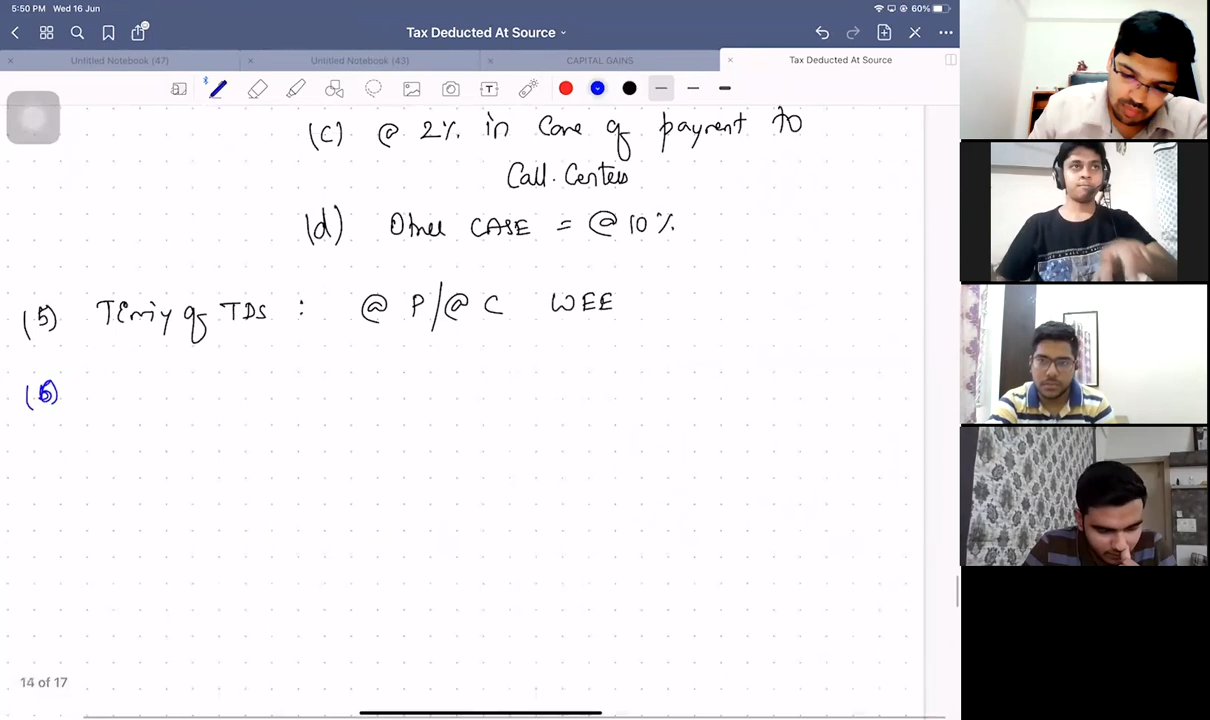 5:50 PM Wed 16 Jun
60%
Tax Deducted At Source
Untitled Notebook (47)
Untitled Notebook (43)
CAPITAL GAINS
Tax Deducted At Source
(c) @ 2% in Case of payment to
Call Centers
(d) Other CASE = @ 10%
(5) of TDS : @ P/@ C WEE
(6)
14 of 17